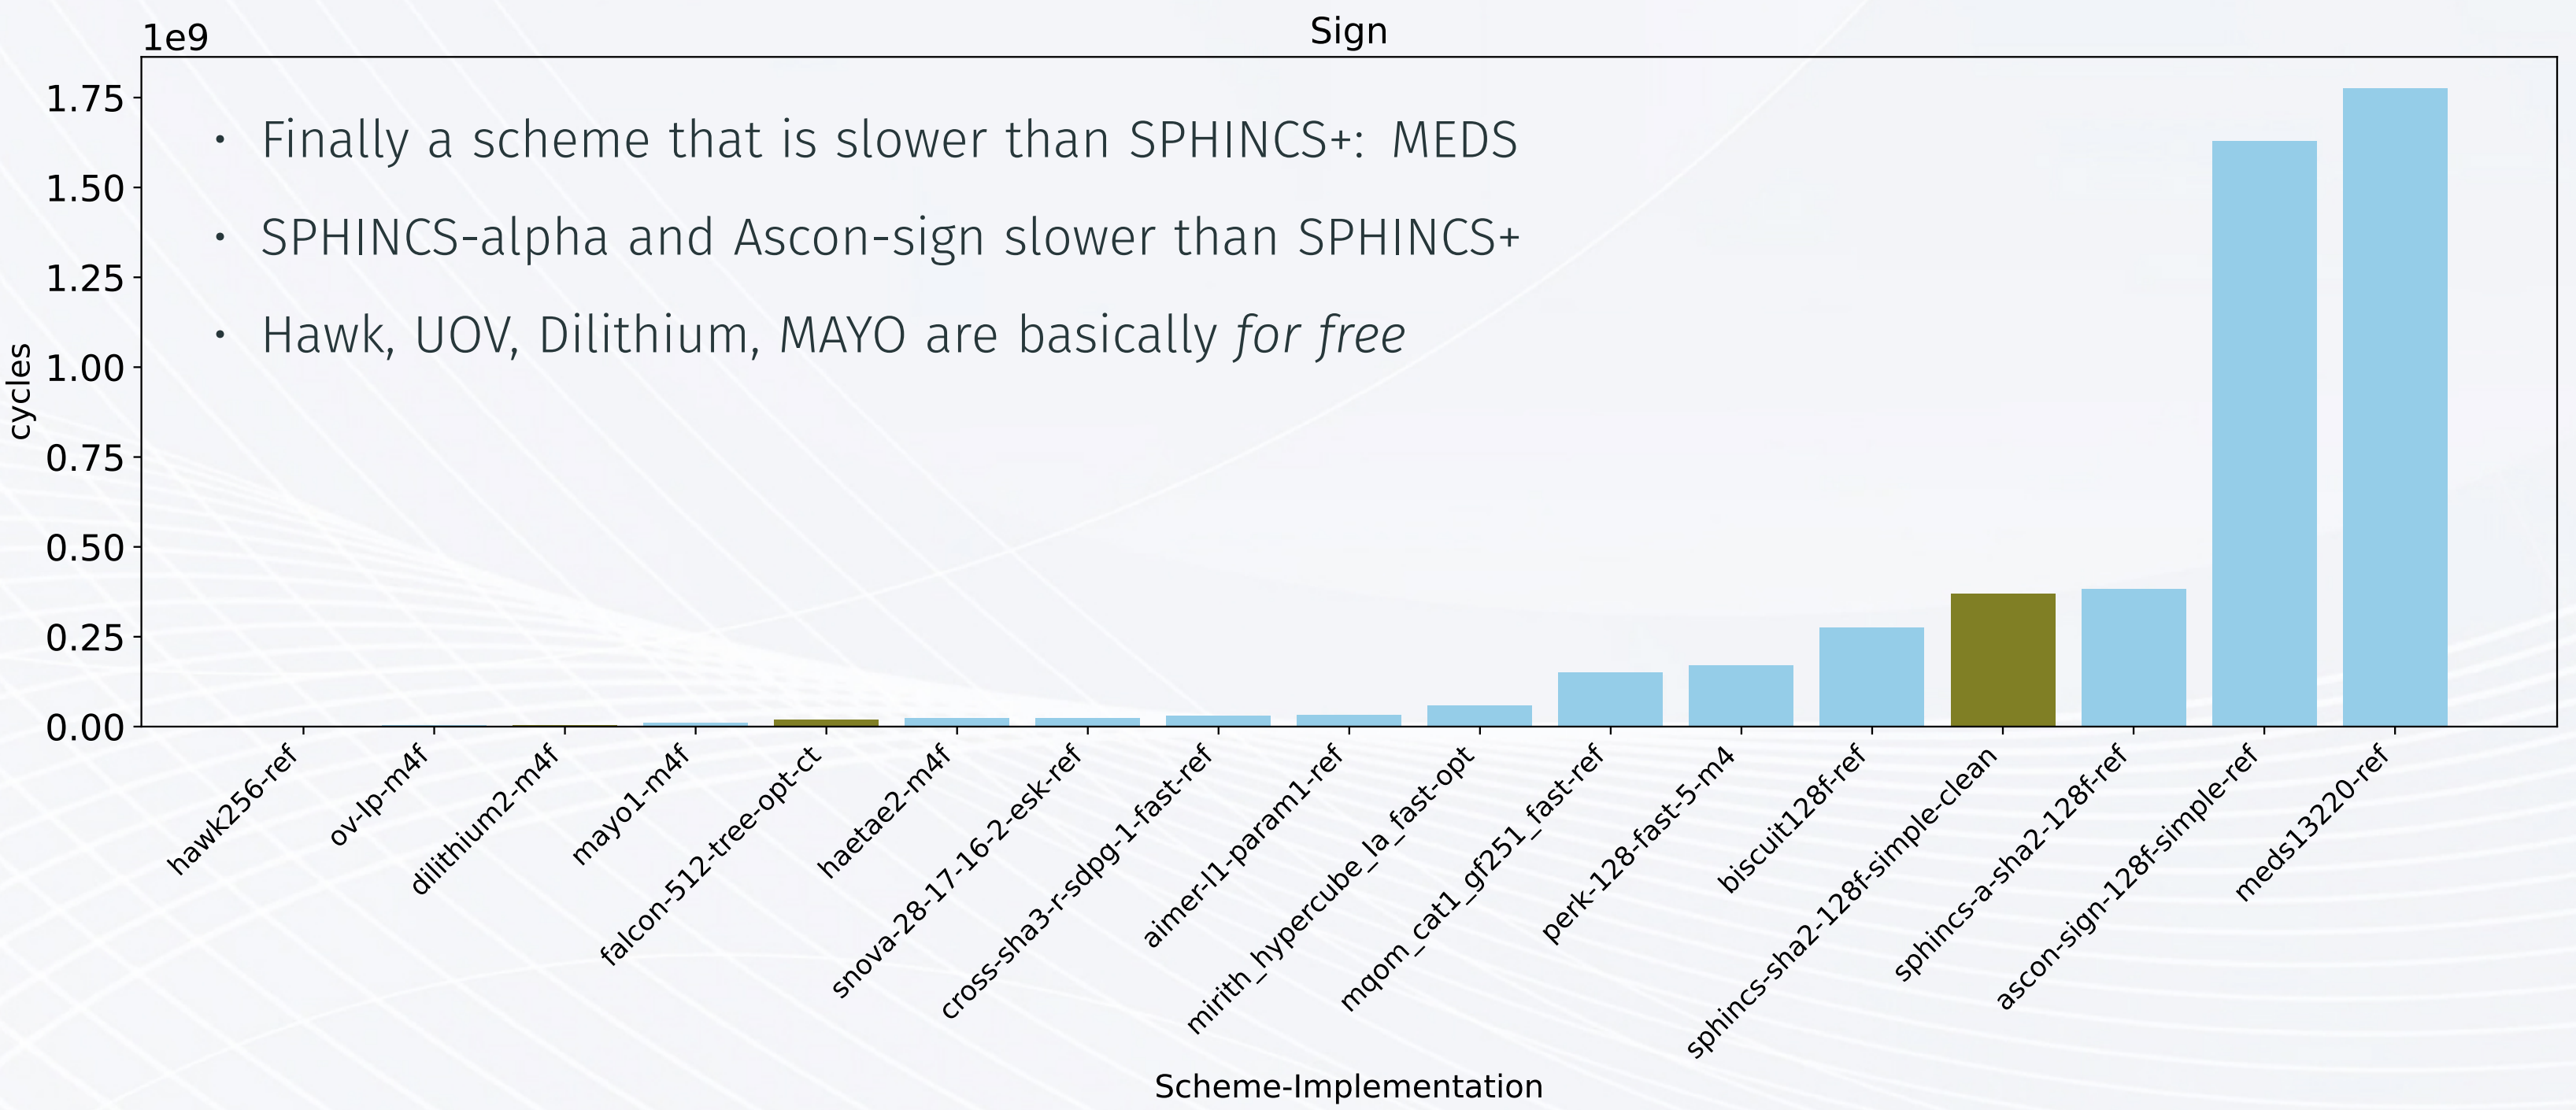 Sign
1e9
1.75
1.50
1.25
1.00
0.75
0.50
0.25
0.00
cycles
• Finally a scheme that is slower than SPHINCS+: MEDS
• SPHINCS-alpha and Ascon-sign slower than SPHINCS+
• Hawk, UOV, Dilithium, MAYO are basically for free
hawk256-ref
ov-lp-m4f
dilithium2-m4f
mayo1-m4f
falcon-512-tree-opt-ct
haetae2-m4f
snova-28-17-16-2-esk-ref
cross-sha3-r-sdpg-1-fast-ref
aimer-l1-param1-ref
mirith_hypercube_la_fast-opt
mqom_cat1_gf251_fast-ref
perk-128-fast-5-m4
biscuit128f-ref
sphincs-sha2-128f-simple-clean
sphincs-a-sha2-128f-ref
ascon-sign-128f-simple-ref
meds13220-ref
Scheme-Implementation